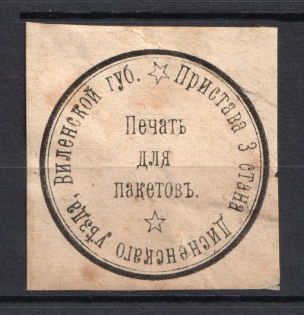 Пристава 3 стана Дисненскаго уѣзда, Виленской губ.
Печать
для
пакетовъ.